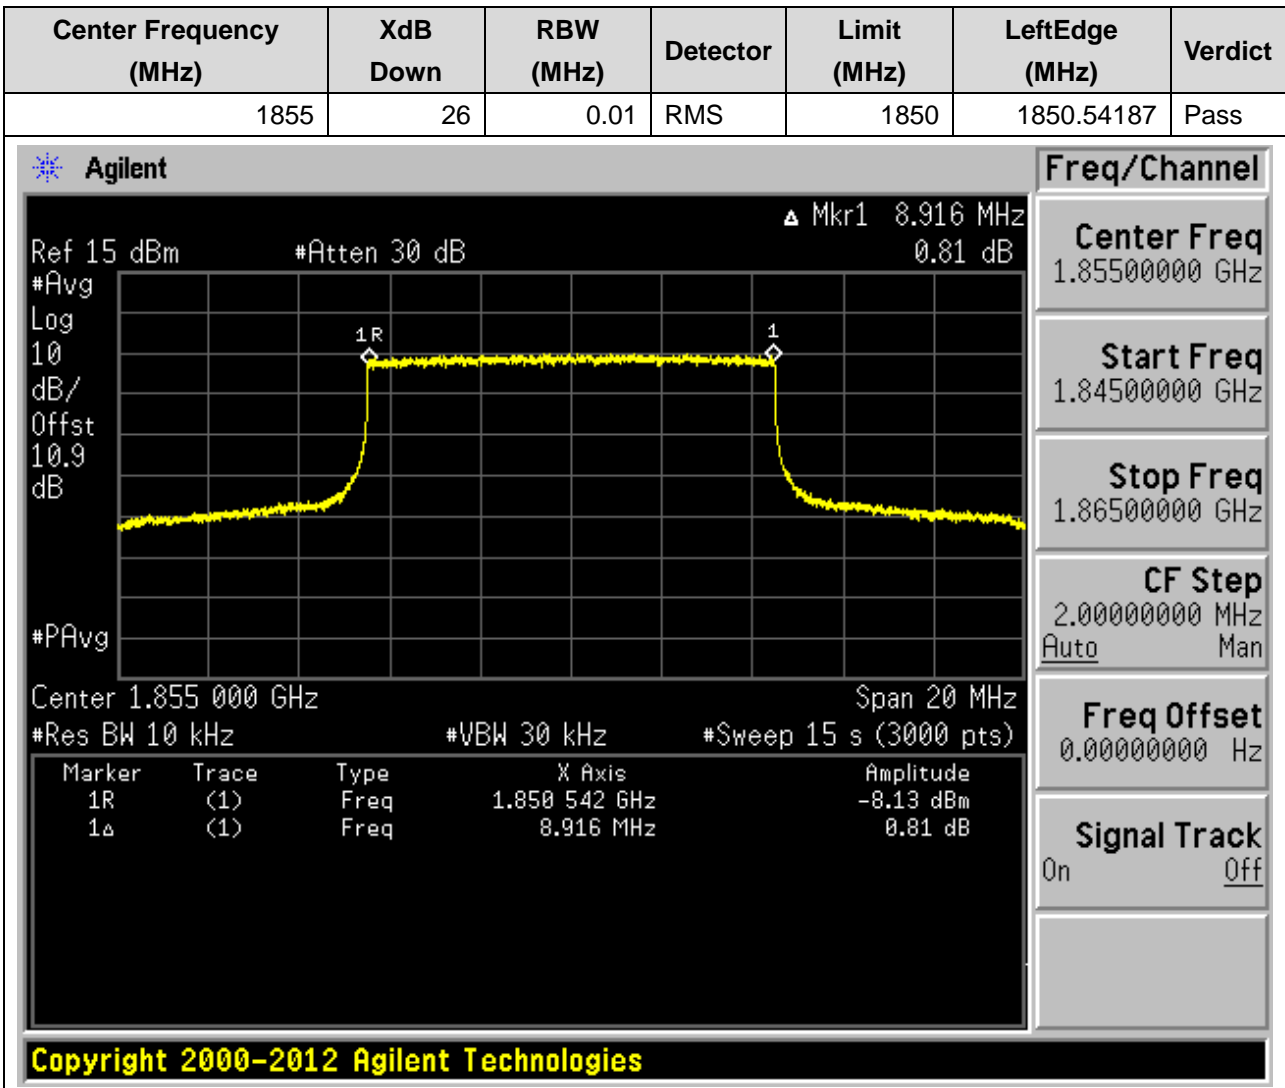 Center Frequency (MHz) XdB Down RBW (MHz) Detector Limit (MHz) LeftEdge (MHz) Verdict
1855 26 0.01 RMS 1850 1850.54187 Pass
Agilent
Freq/Channel
Δ Mkr1 8.916 MHz
Ref 15 dBm #Atten 30 dB 0.81 dB
#Avg
Log
10
dB/
Offst
10.9
dB
#PAvg
1R
1
Center 1.855 000 GHz Span 20 MHz
#Res BW 10 kHz #VBW 30 kHz #Sweep 15 s (3000 pts)
Marker Trace Type X Axis Amplitude
1R (1) Freq 1.850 542 GHz -8.13 dBm
1Δ (1) Freq 8.916 MHz 0.81 dB
Center Freq
1.85500000 GHz
Start Freq
1.84500000 GHz
Stop Freq
1.86500000 GHz
CF Step
2.00000000 MHz
Auto Man
Freq Offset
0.00000000 Hz
Signal Track
On Off
Copyright 2000-2012 Agilent Technologies